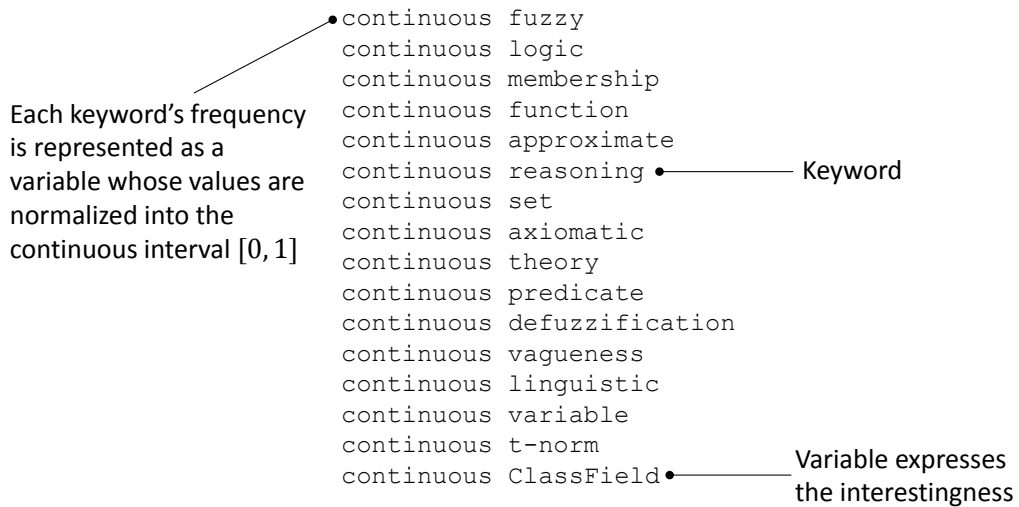 continuous fuzzy
continuous logic
continuous membership
continuous function
continuous approximate
continuous reasoning
continuous set
continuous axiomatic
continuous theory
continuous predicate
continuous defuzzification
continuous vagueness
continuous linguistic
continuous variable
continuous t-norm
continuous ClassField
Each keyword’s frequency
is represented as a
variable whose values are
normalized into the
continuous interval [0, 1]
Keyword
Variable expresses
the interestingness